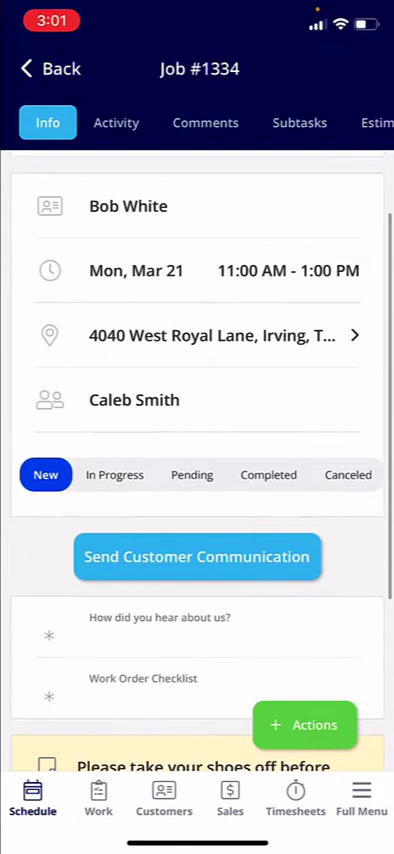 3:01
Back
Job #1334
Info Activity Comments Subtasks Estim
Bob White
Mon, Mar 21 11:00 AM - 1:00 PM
4040 West Royal Lane, Irving, T...
Caleb Smith
New In Progress Pending Completed Canceled
Send Customer Communication
How did you hear about us?
*
Work Order Checklist
*
+ Actions
Please take your shoes off before
Schedule Work Customers Sales Timesheets Full Menu